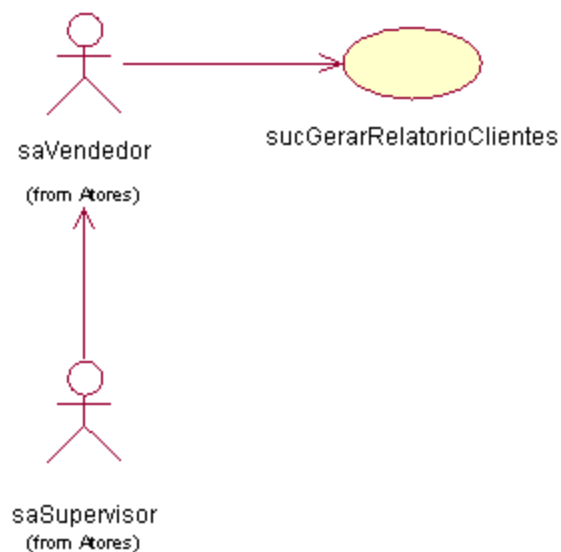 saVendedor
(from Atores)
sucGerarRelatorioClientes
saSupervisor
(from Atores)